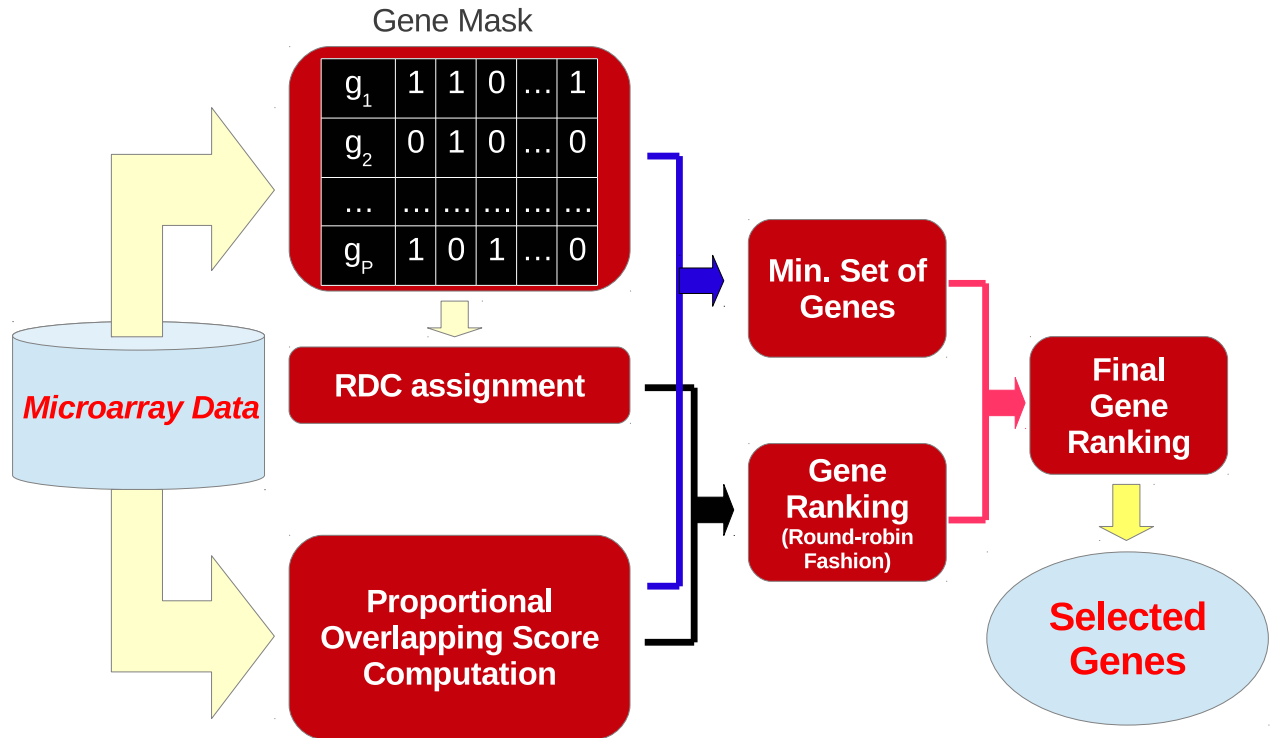 Gene Mask
g1 1 1 0 ... 1
g2 0 1 0 ... 0
... ... ... ... ... ...
gP 1 0 1 ... 0
Microarray Data
RDC assignment
Proportional
Overlapping Score
Computation
Min. Set of
Genes
Gene
Ranking
(Round-robin
Fashion)
Final
Gene
Ranking
Selected
Genes